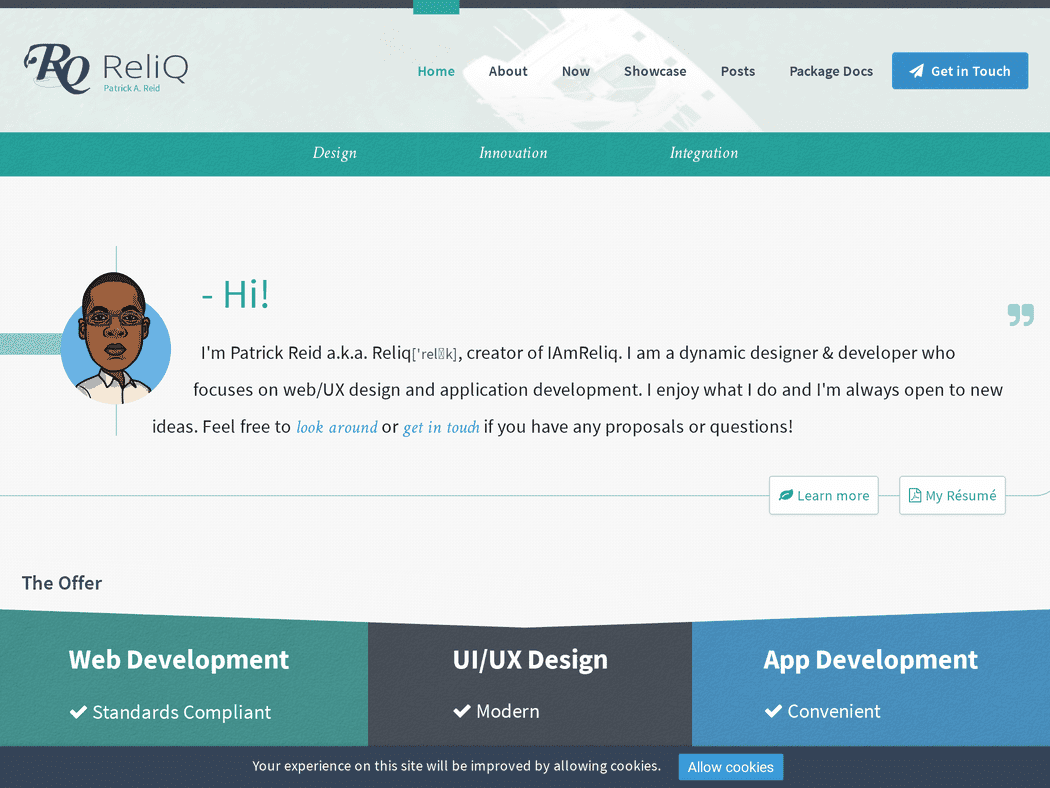 RQ ReliQ
Patrick A. Reid
Home About Now Showcase Posts Package Docs Get in Touch
Design Innovation Integration
- Hi!
I'm Patrick Reid a.k.a. Reliq['rel▯k], creator of IAmReliq. I am a dynamic designer & developer who
focuses on web/UX design and application development. I enjoy what I do and I'm always open to new
ideas. Feel free to look around or get in touch if you have any proposals or questions!
Learn more My Résumé
The Offer
Web Development UI/UX Design App Development
Standards Compliant Modern Convenient
Your experience on this site will be improved by allowing cookies. Allow cookies